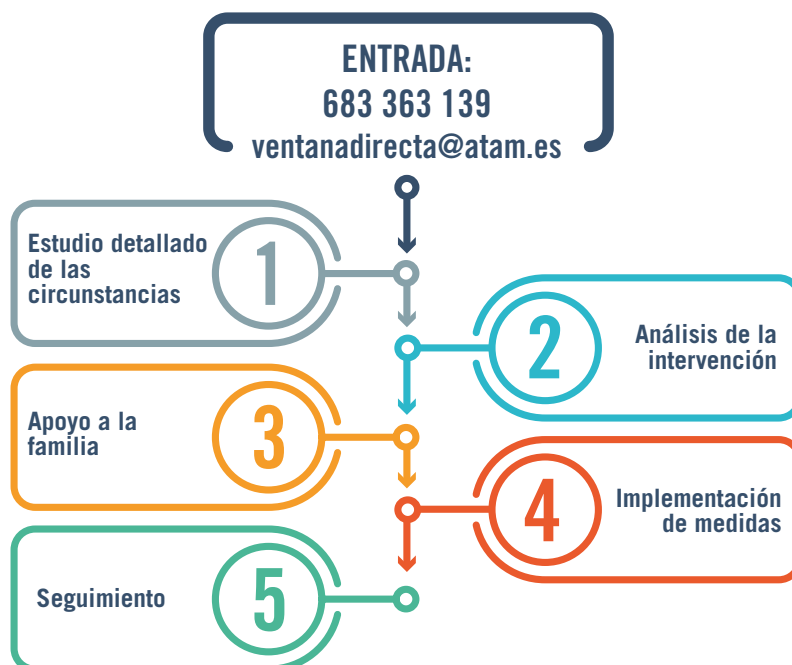 ENTRADA:
683 363 139
ventanadirecta@atam.es
Estudio detallado
de las
circunstancias
1
2
Análisis de la
intervención
Apoyo a la
familia
3
4
Implementación
de medidas
Seguimiento
5